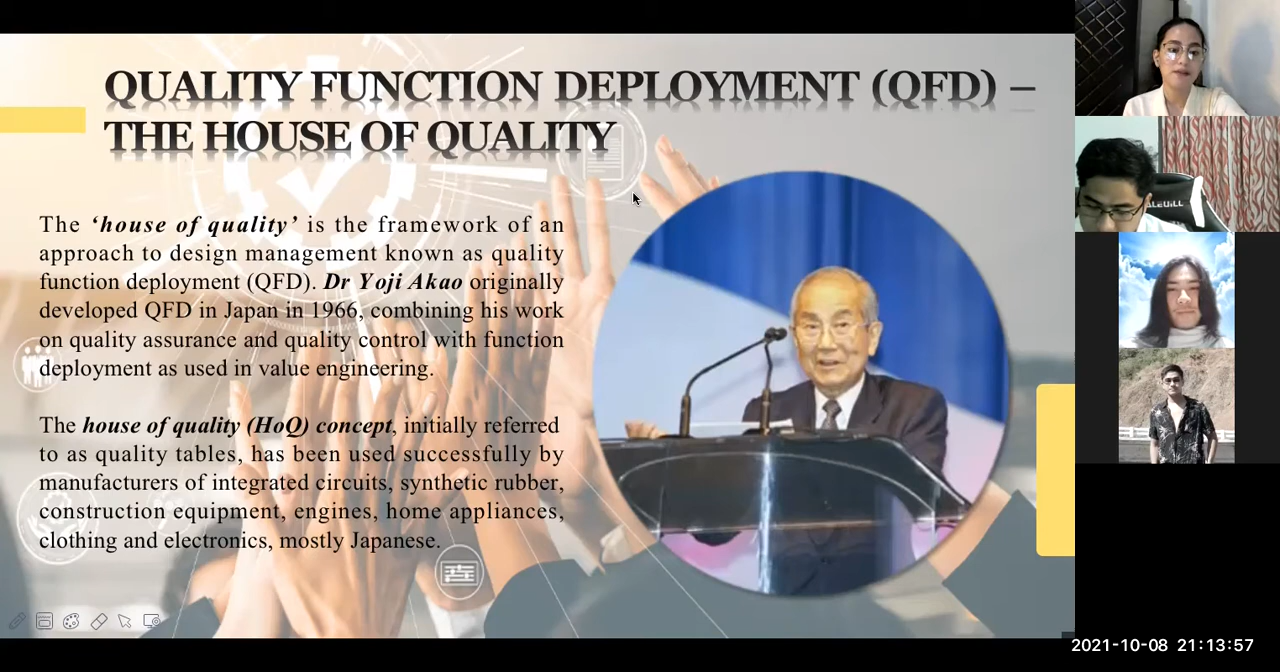 QUALITY FUNCTION DEPLOYMENT (QFD) –
THE HOUSE OF QUALITY
The ‘house of quality’ is the framework of an
approach to design management known as quality
function deployment (QFD). Dr Yoji Akao originally
developed QFD in Japan in 1966, combining his work
on quality assurance and quality control with function
deployment as used in value engineering.
The house of quality (HoQ) concept, initially referred
to as quality tables, has been used successfully by
manufacturers of integrated circuits, synthetic rubber,
construction equipment, engines, home appliances,
clothing and electronics, mostly Japanese.
2021-10-08 21:13:57